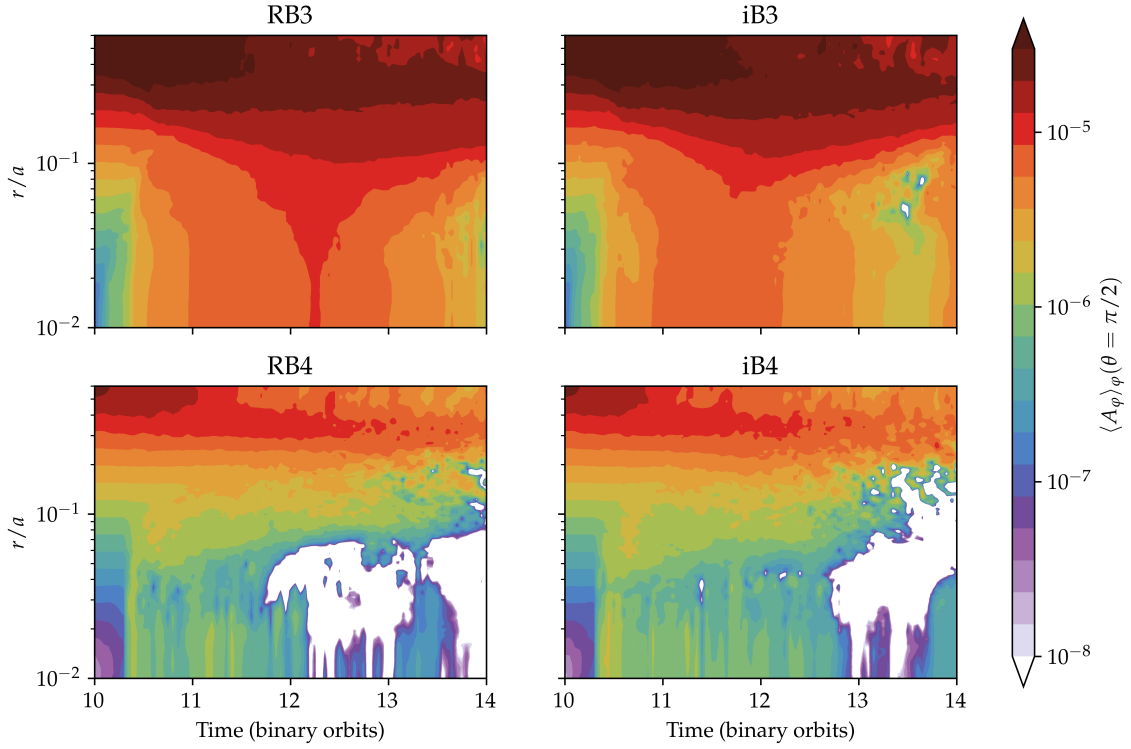 RB3
iB3
r/a
10⁻¹
10⁻²
10⁻⁵
10⁻⁶
10⁻⁷
10⁻⁸
⟨A_φ⟩_φ(θ = π/2)
RB4
iB4
r/a
10⁻¹
10⁻²
10 11 12 13 14
10 11 12 13 14
Time (binary orbits)
Time (binary orbits)